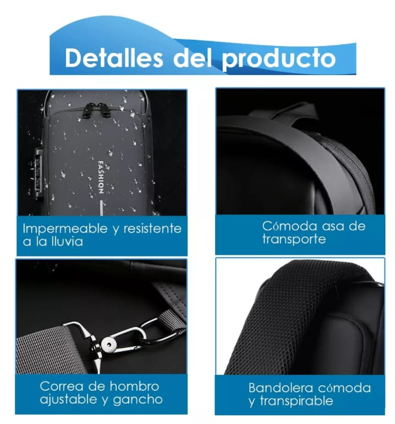 Detalles del producto
FASHION
Impermeable y resistente
a la lluvia
Cómoda asa de
transporte
Correa de hombro
ajustable y gancho
Bandolera cómoda
y transpirable